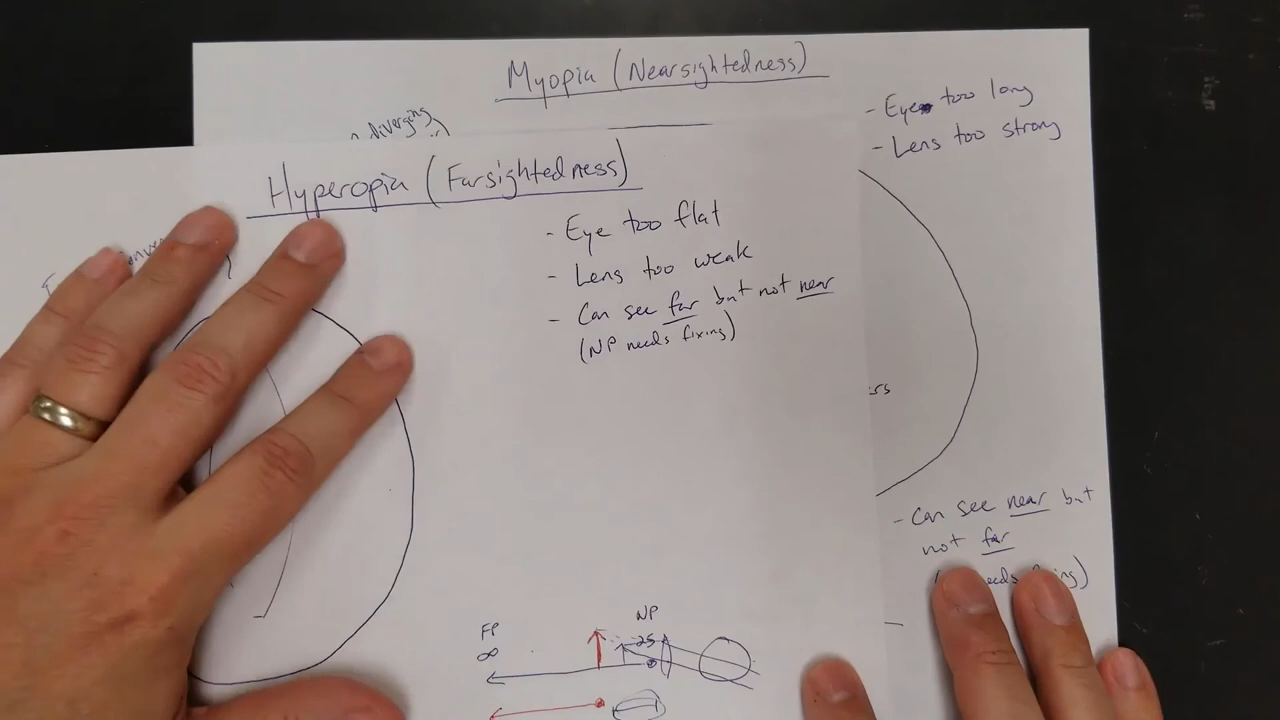 Myopia (Nearsightedness)
- Eye too long
- Lens too strong
diverging
Hyperopia (Farsightedness)
- Eye too flat
- Lens too weak
- Can see far but not near
(NP needs fixing)
- Can see near but
not far
NP
FP
25
∞